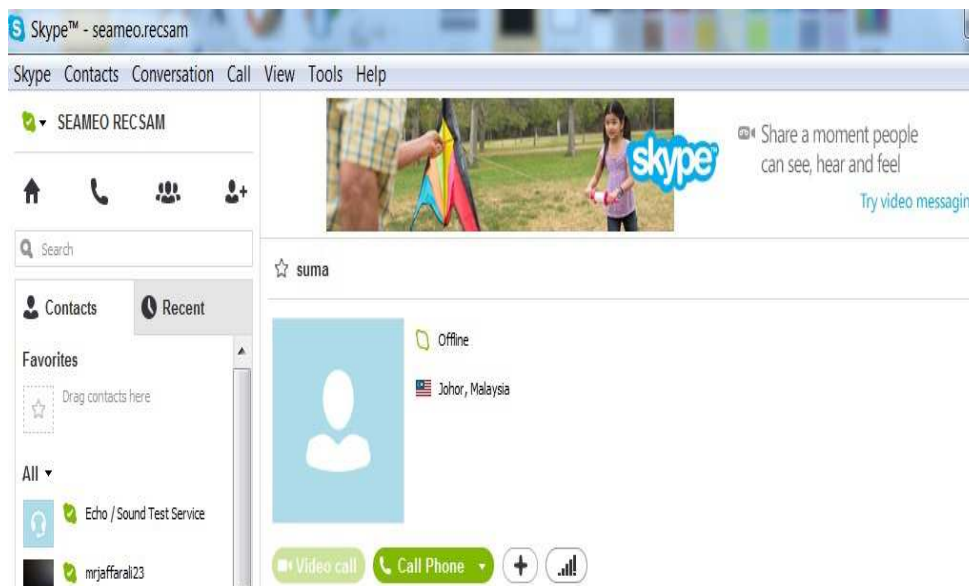 Skype™ - seameo.recsam
Skype Contacts Conversation Call View Tools Help
SEAMEO RECSAM
Search
Contacts
Recent
Favorites
Drag contacts here
All
Echo / Sound Test Service
mrjaffarali23
skype™
Share a moment people
can see, hear and feel
Try video messagin
suma
Offline
Johor, Malaysia
Video call
Call Phone